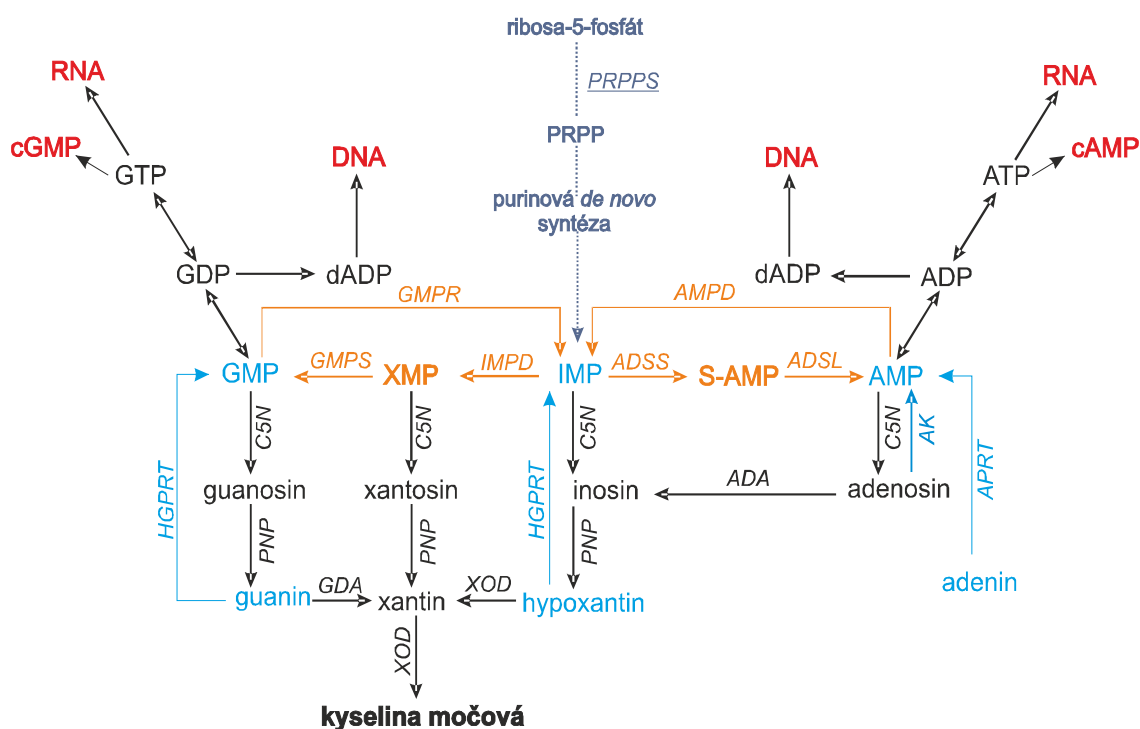 ribosa-5-fosfát
PRPPS
PRPP
purinová de novo
syntéza
RNA
cGMP
GTP
DNA
GDP
dADP
DNA
RNA
cAMP
ATP
dADP
ADP
GMPR
AMPD
GMP
GMPS
XMP
IMPD
IMP
ADSS
S-AMP
ADSL
AMP
C5N
C5N
C5N
C5N
AK
HGPRT
HGPRT
APRT
guanosin
xantosin
inosin
ADA
adenosin
PNP
PNP
PNP
adenin
guanin
GDA
xantin
XOD
hypoxantin
XOD
kyselina močová